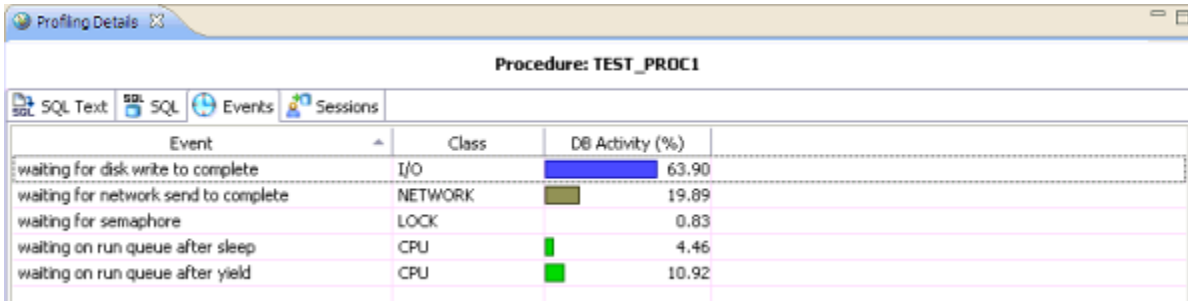 Profiling Details
Procedure: TEST_PROC1
SQL Text SQL Events Sessions
Event Class DB Activity (%)
waiting for disk write to complete I/O 63.90
waiting for network send to complete NETWORK 19.89
waiting for semaphore LOCK 0.83
waiting on run queue after sleep CPU 4.46
waiting on run queue after yield CPU 10.92